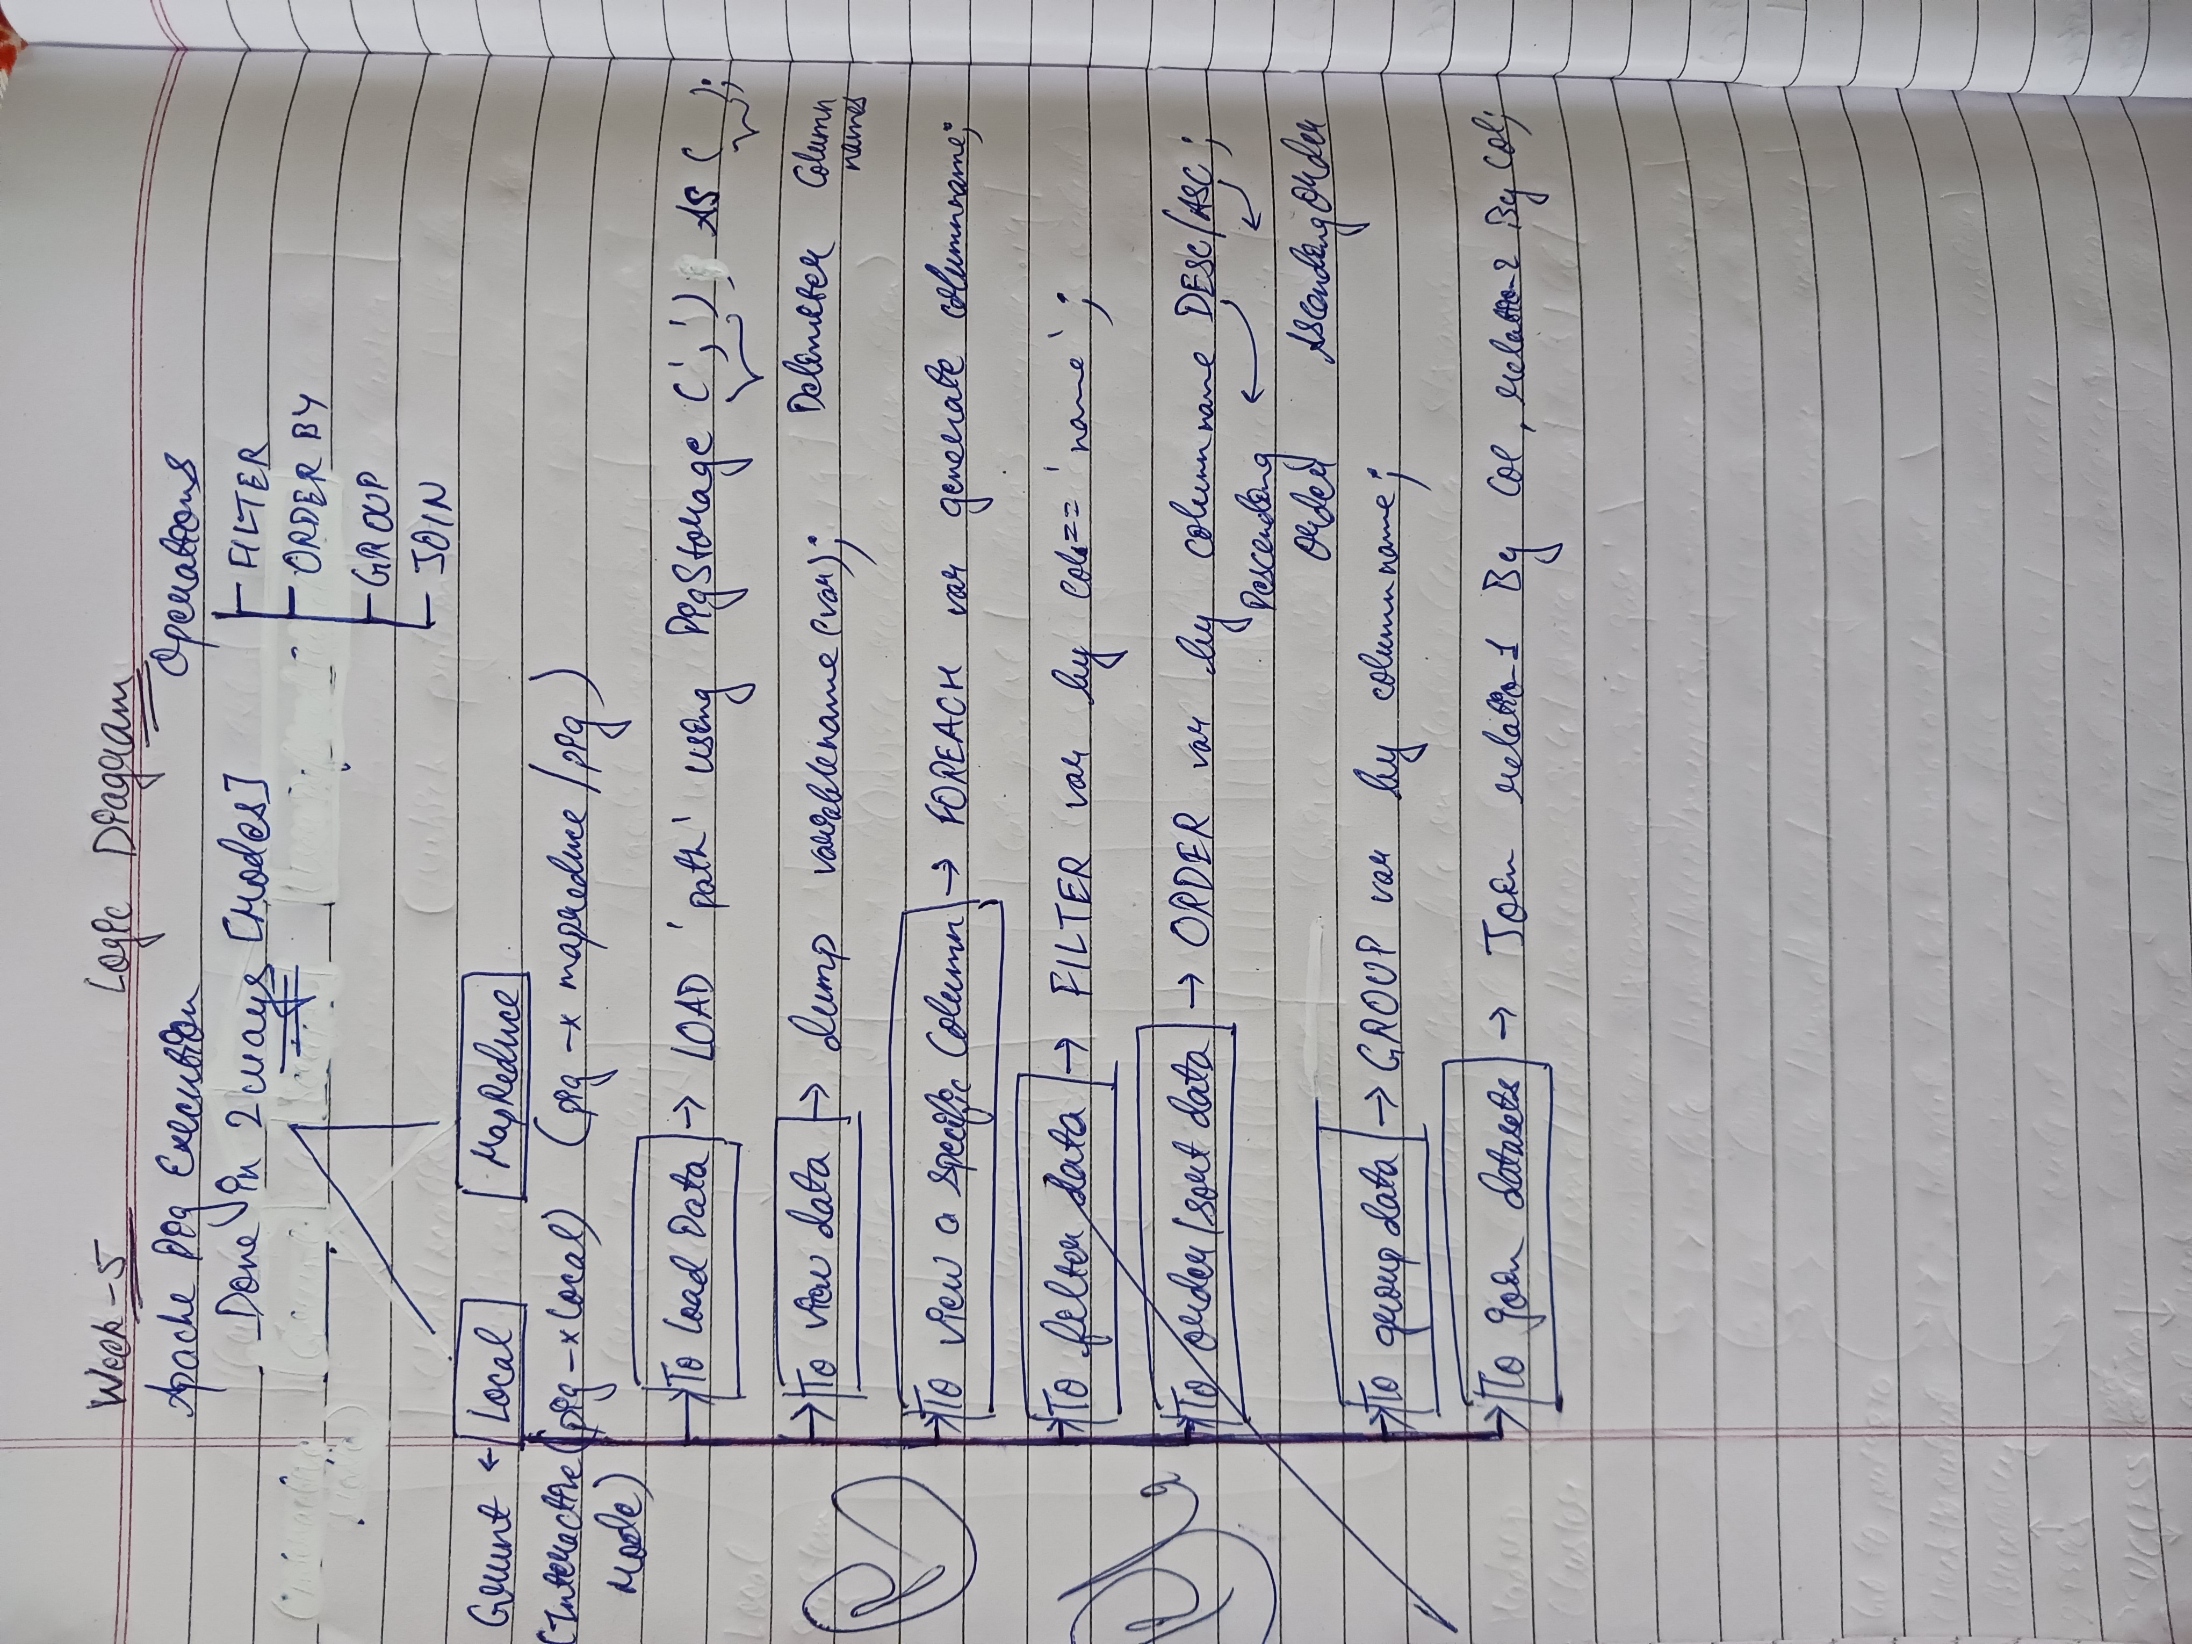 Week-5 Logic Diagram
Apache Pig Execution
Done in 2 ways [Modes]
Operations
FILTER
ORDER BY
GROUP
JOIN
Grunt ← Local MapReduce
(Interactive (pig -x local) (pig -x mapreduce/pig)
Mode)
→ To load Data → LOAD 'path' using PigStorage (',') AS ( );
Delimiter Column
names
→ To view data → dump variablename(var);
→ To view a specific Column → FOREACH var generate columnname;
→ To filter data → FILTER var by col== 'name';
→ To order/sort data → ORDER var by columnname DESC/ASC;
Descending ←
Order Ascending Order
→ To group data → GROUP var by columnname;
→ To join datasets → Join relation1 By Col, relation2 By Col;